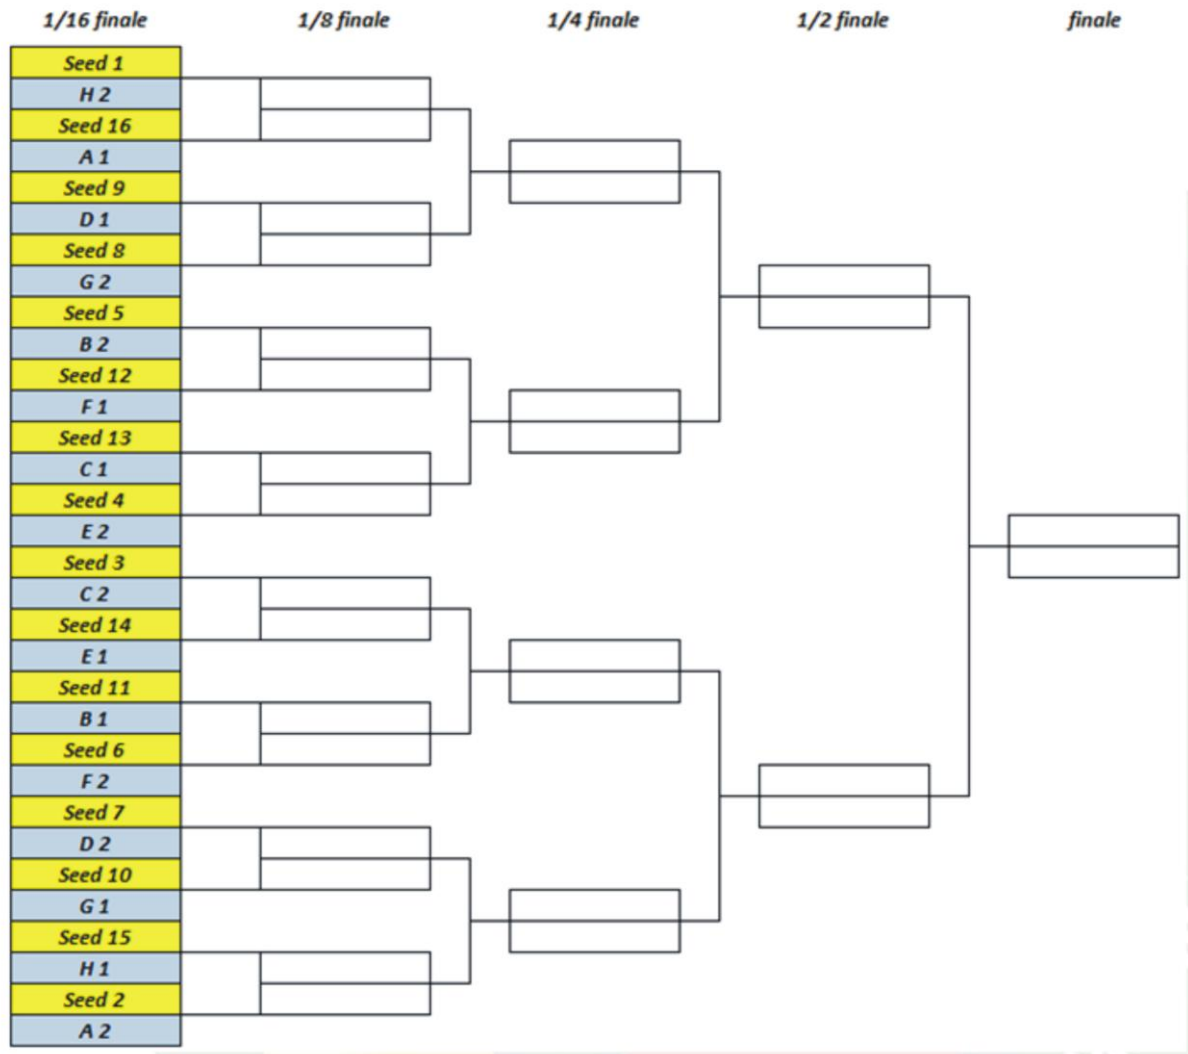 1/16 finale 1/8 finale 1/4 finale 1/2 finale finale
Seed 1
H 2
Seed 16
A 1
Seed 9
D 1
Seed 8
G 2
Seed 5
B 2
Seed 12
F 1
Seed 13
C 1
Seed 4
E 2
Seed 3
C 2
Seed 14
E 1
Seed 11
B 1
Seed 6
F 2
Seed 7
D 2
Seed 10
G 1
Seed 15
H 1
Seed 2
A 2